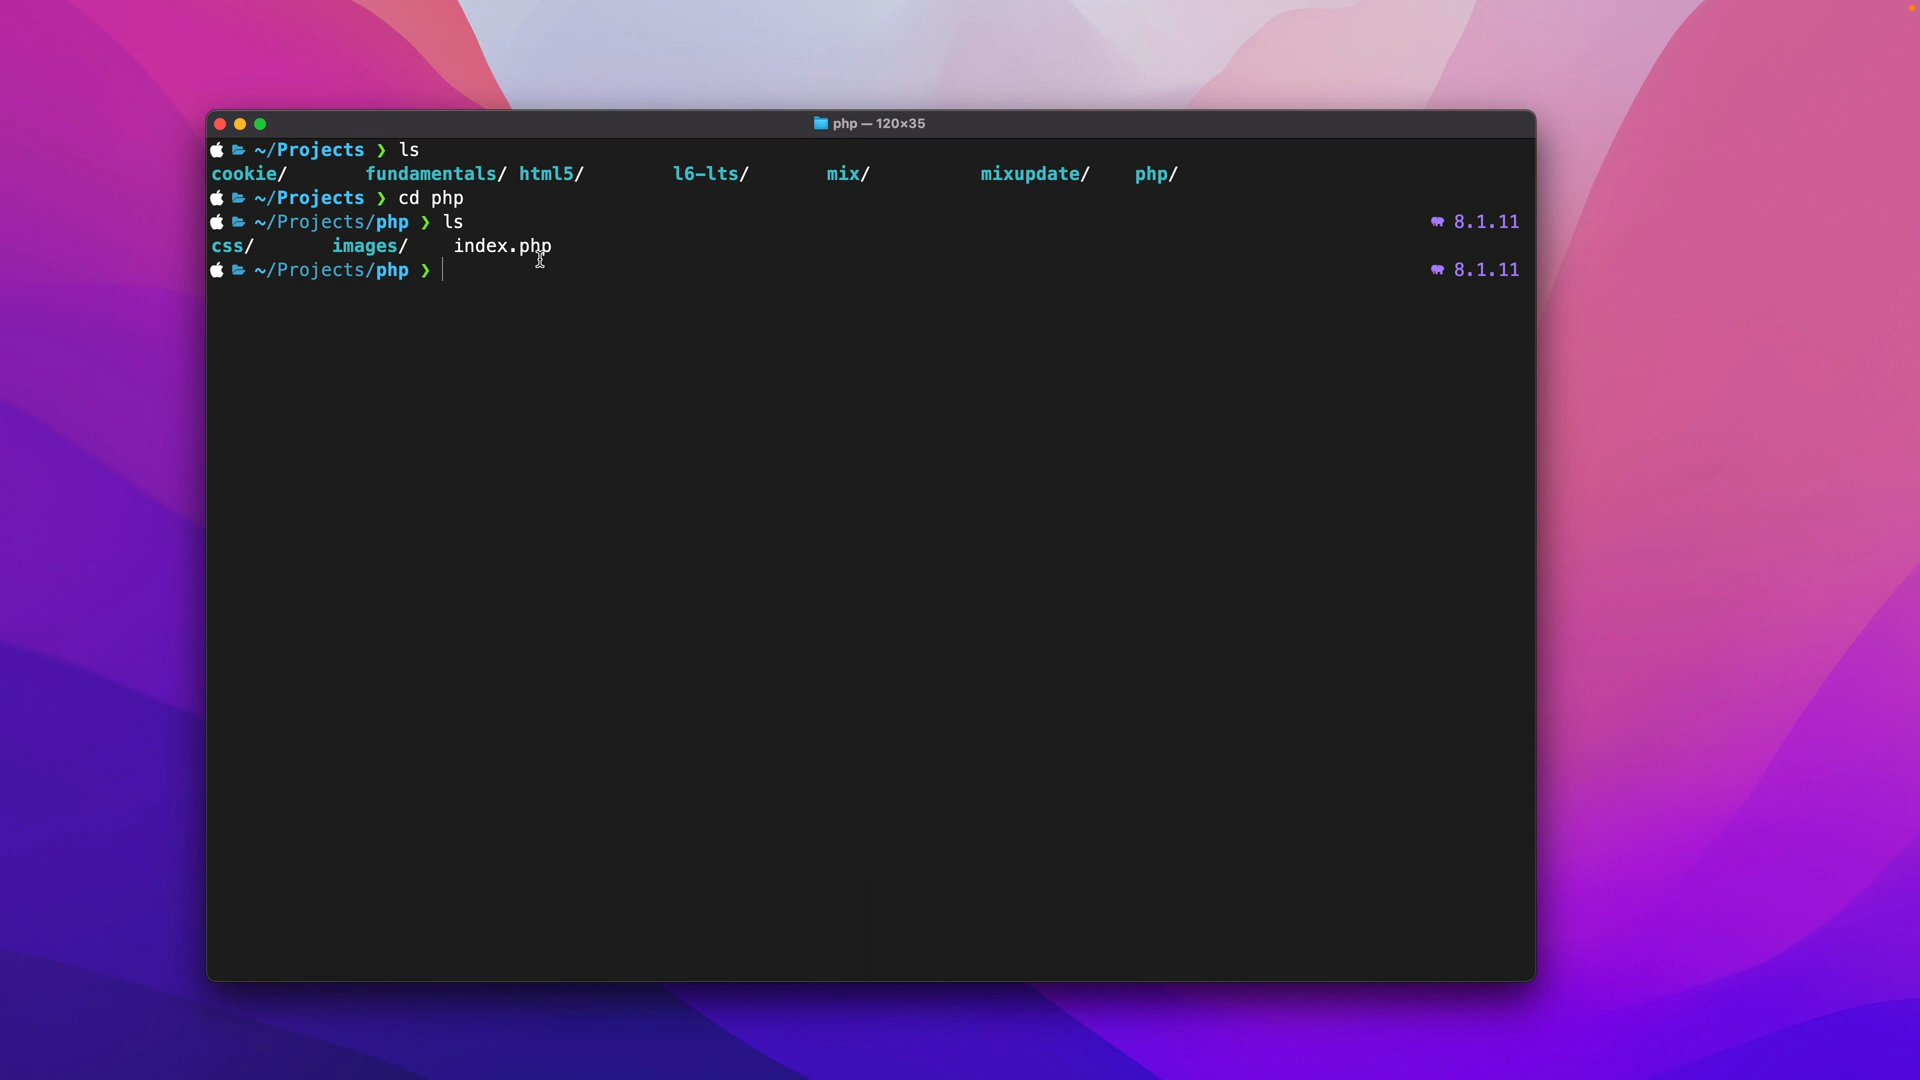 php — 120×35
~/Projects ❯ ls
cookie/ fundamentals/ html5/ l6-lts/ mix/ mixupdate/ php/
~/Projects ❯ cd php
~/Projects/php ❯ ls 8.1.11
css/ images/ index.php
~/Projects/php ❯ 8.1.11